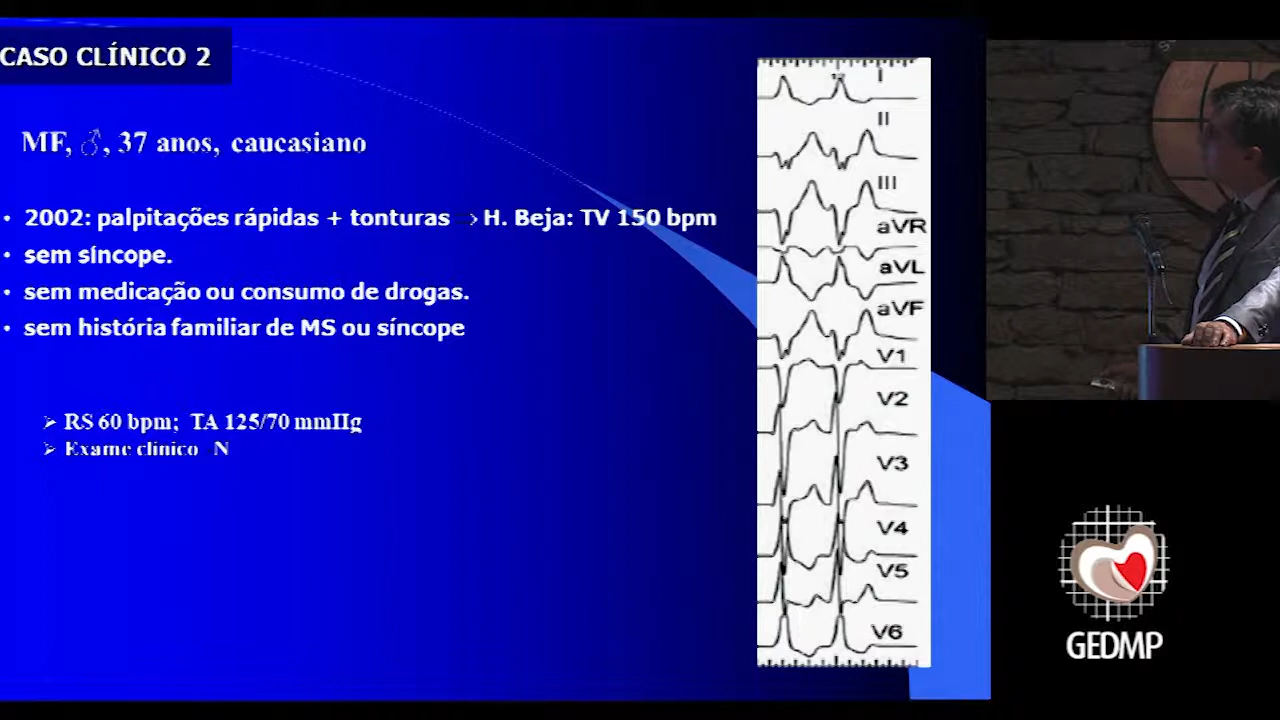 CASO CLÍNICO 2
MF, ♂, 37 anos, caucasiano
• 2002: palpitações rápidas + tonturas → H. Beja: TV 150 bpm
• sem síncope.
• sem medicação ou consumo de drogas.
• sem história familiar de MS ou síncope
➢ RS 60 bpm; TA 125/70 mmHg
➢ Exame clínico N
I
II
III
aVR
aVL
aVF
V1
V2
V3
V4
V5
V6
GEDMP